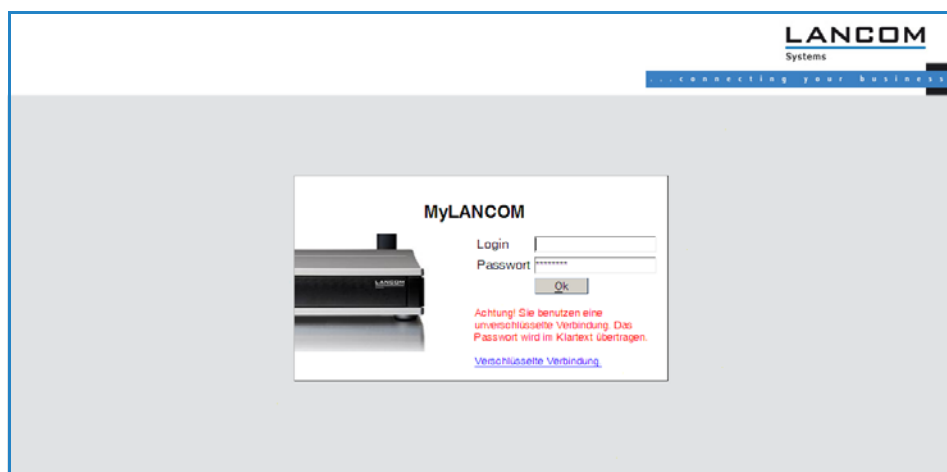 LANCOM
Systems
...connecting your business
MyLANCOM
Login
Passwort ********
LANCOM
Ok
Achtung! Sie benutzen eine
unverschlüsselte Verbindung. Das
Passwort wird im Klartext übertragen.
Verschlüsselte Verbindung.